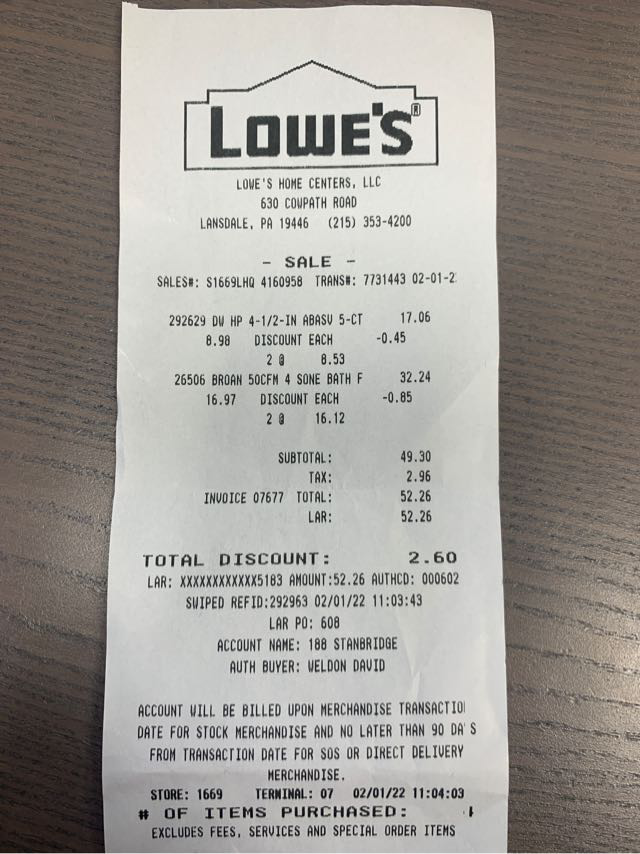 LOWE'S®
LOWE'S HOME CENTERS, LLC
630 COWPATH ROAD
LANSDALE, PA 19446 (215) 353-4200
- SALE -
SALES#: S1669LHQ 4160958 TRANS#: 7731443 02-01-2
292629 DW HP 4-1/2-IN ABASV 5-CT 17.06
8.98 DISCOUNT EACH -0.45
2 @ 8.53
26506 BROAN 50CFM 4 SONE BATH F 32.24
16.97 DISCOUNT EACH -0.85
2 @ 16.12
SUBTOTAL: 49.30
TAX: 2.96
INVOICE 07677 TOTAL: 52.26
LAR: 52.26
TOTAL DISCOUNT: 2.60
LAR: XXXXXXXXXXXX5183 AMOUNT:52.26 AUTHCD: 000602
SWIPED REFID:292963 02/01/22 11:03:43
LAR PO: 608
ACCOUNT NAME: 188 STANBRIDGE
AUTH BUYER: WELDON DAVID
ACCOUNT WILL BE BILLED UPON MERCHANDISE TRANSACTIO
DATE FOR STOCK MERCHANDISE AND NO LATER THAN 90 DA S
FROM TRANSACTION DATE FOR SOS OR DIRECT DELIVERY
MERCHANDISE.
STORE: 1669 TERMINAL: 07 02/01/22 11:04:03
# OF ITEMS PURCHASED:
EXCLUDES FEES, SERVICES AND SPECIAL ORDER ITEMS